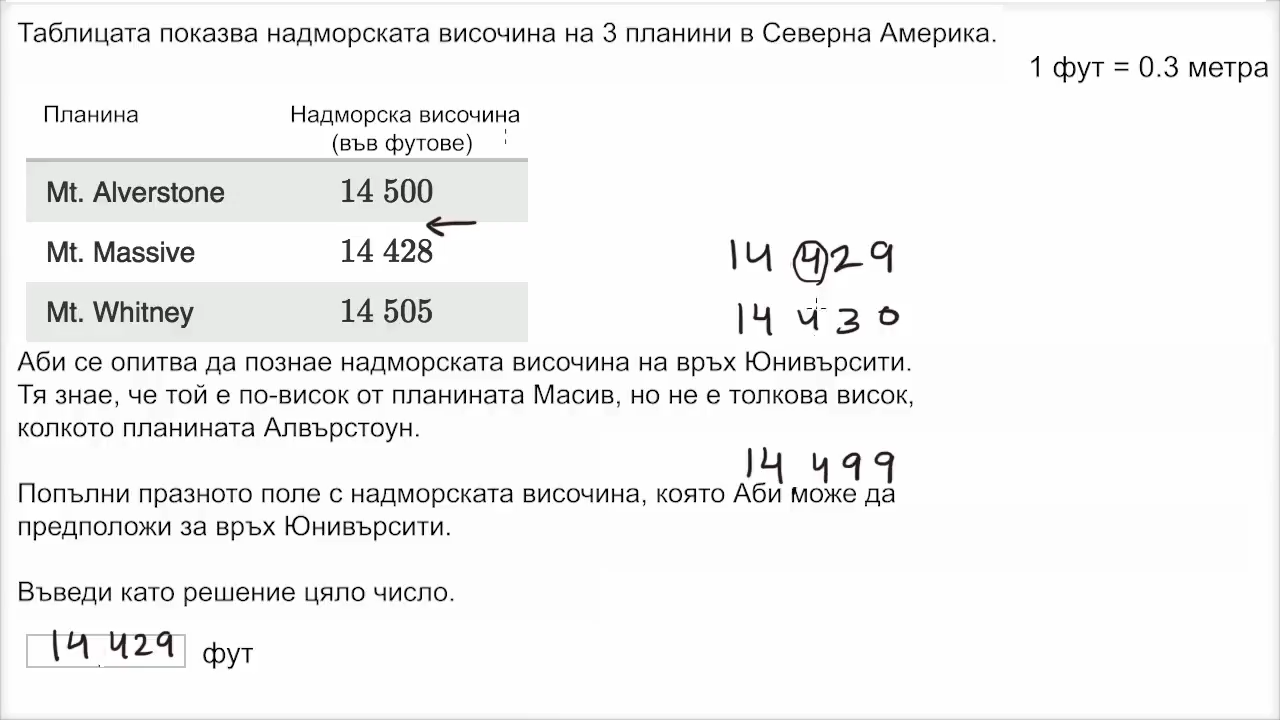 Таблицата показва надморската височина на 3 планини в Северна Америка.
1 фут = 0.3 метра
Планина Надморска височина
(във футове)
Mt. Alverstone 14 500
Mt. Massive 14 428
Mt. Whitney 14 505
14 429
14 430
Аби се опитва да познае надморската височина на връх Юнивърсити.
Тя знае, че той е по-висок от планината Масив, но не е толкова висок,
колкото планината Алвърстоун.
14 499
Попълни празното поле с надморската височина, която Аби може да
предположи за връх Юнивърсити.
Въведи като решение цяло число.
14 429 фут